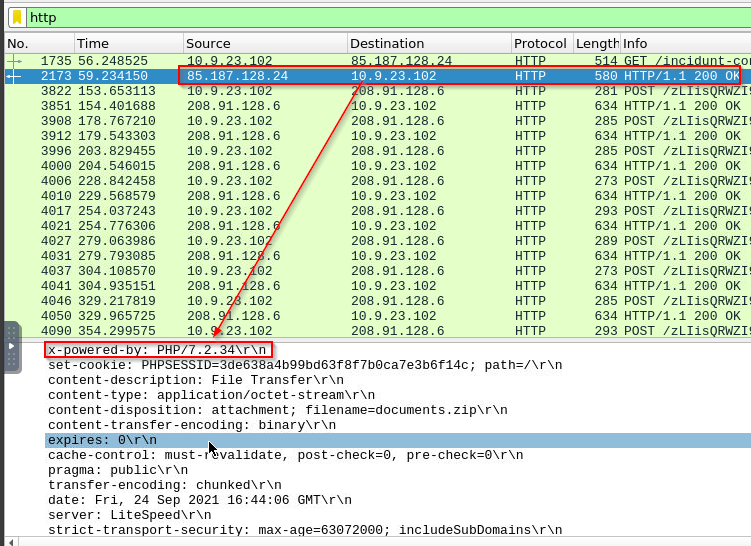 http
No. Time Source Destination Protocol Length Info
1735 56.248525 10.9.23.102 85.187.128.24 HTTP 514 GET /incidunt-co
2173 59.234150 85.187.128.24 10.9.23.102 HTTP 580 HTTP/1.1 200 OK
3822 153.653113 10.9.23.102 208.91.128.6 HTTP 281 POST /zLIisQRWZI9
3851 154.401688 208.91.128.6 10.9.23.102 HTTP 634 HTTP/1.1 200 OK
3908 178.767210 10.9.23.102 208.91.128.6 HTTP 285 POST /zLIisQRWZI9
3912 179.543303 208.91.128.6 10.9.23.102 HTTP 634 HTTP/1.1 200 OK
3996 203.829455 10.9.23.102 208.91.128.6 HTTP 285 POST /zLIisQRWZI9
4000 204.546015 208.91.128.6 10.9.23.102 HTTP 634 HTTP/1.1 200 OK
4006 228.842458 10.9.23.102 208.91.128.6 HTTP 273 POST /zLIisQRWZI9
4010 229.568579 208.91.128.6 10.9.23.102 HTTP 634 HTTP/1.1 200 OK
4017 254.037243 10.9.23.102 208.91.128.6 HTTP 293 POST /zLIisQRWZI9
4021 254.776306 208.91.128.6 10.9.23.102 HTTP 634 HTTP/1.1 200 OK
4027 279.063986 10.9.23.102 208.91.128.6 HTTP 289 POST /zLIisQRWZI9
4031 279.793085 208.91.128.6 10.9.23.102 HTTP 634 HTTP/1.1 200 OK
4037 304.108570 10.9.23.102 208.91.128.6 HTTP 273 POST /zLIisQRWZI9
4041 304.935151 208.91.128.6 10.9.23.102 HTTP 634 HTTP/1.1 200 OK
4046 329.217819 10.9.23.102 208.91.128.6 HTTP 285 POST /zLIisQRWZI9
4050 329.965725 208.91.128.6 10.9.23.102 HTTP 634 HTTP/1.1 200 OK
4090 354.299575 10.9.23.102 208.91.128.6 HTTP 293 POST /zLIisQRWZI9
x-powered-by: PHP/7.2.34\r\n
set-cookie: PHPSESSID=3de638a4b99bd63f8f7b0ca7e3b6f14c; path=/\r\n
content-description: File Transfer\r\n
content-type: application/octet-stream\r\n
content-disposition: attachment; filename=documents.zip\r\n
content-transfer-encoding: binary\r\n
expires: 0\r\n
cache-control: must-revalidate, post-check=0, pre-check=0\r\n
pragma: public\r\n
transfer-encoding: chunked\r\n
date: Fri, 24 Sep 2021 16:44:06 GMT\r\n
server: LiteSpeed\r\n
strict-transport-security: max-age=63072000; includeSubDomains\r\n